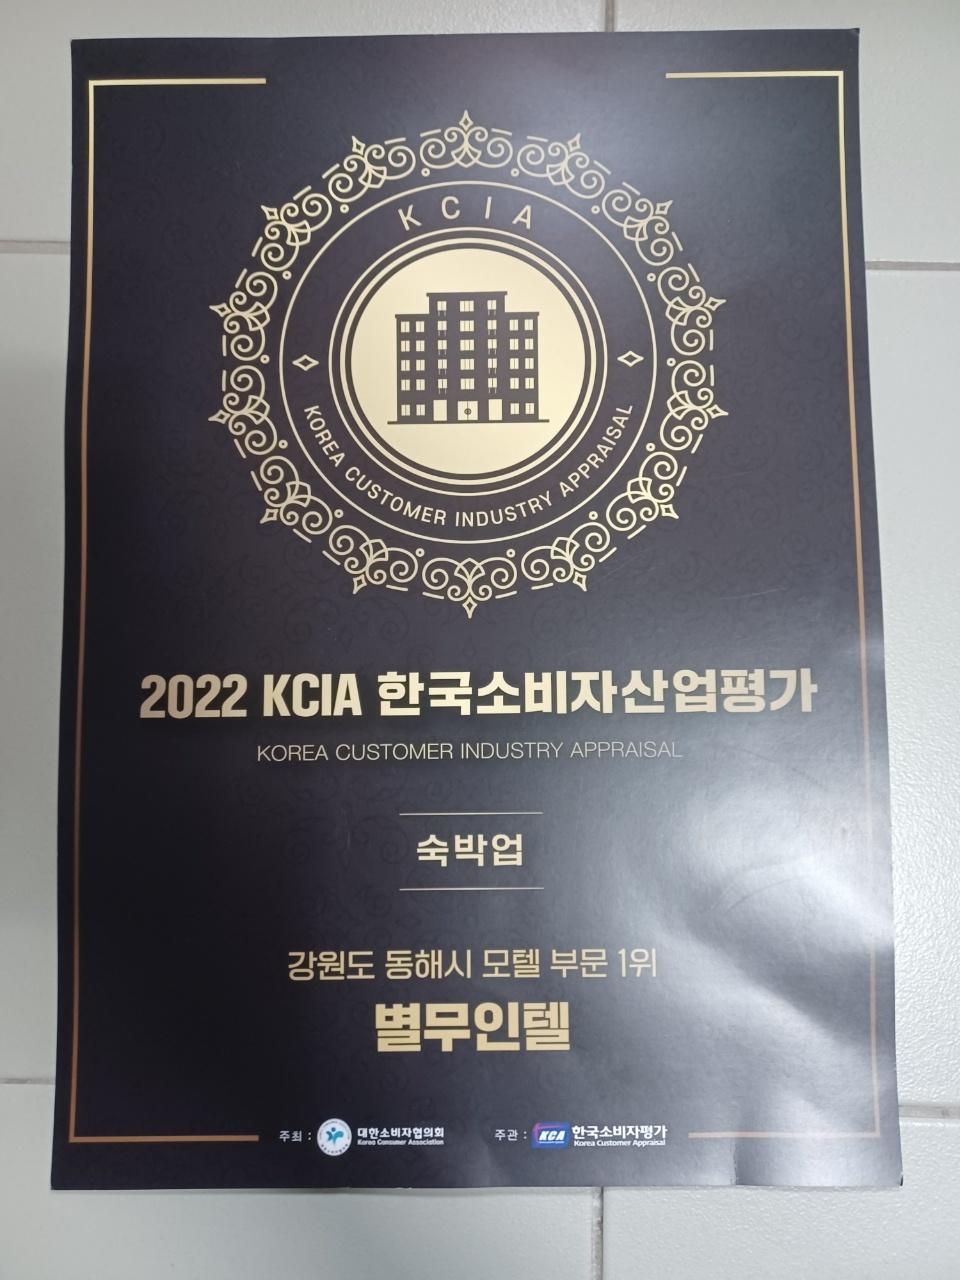 KCIA
KOREA CUSTOMER INDUSTRY APPRAISAL
2022 KCIA 한국소비자산업평가
KOREA CUSTOMER INDUSTRY APPRAISAL
숙박업
강원도 동해시 모텔 부문 1위
별무인텔
주최 : 대한소비자협의회
Korea Consumer Association
주관 : KCA 한국소비자평가
Korea Customer Appraisal